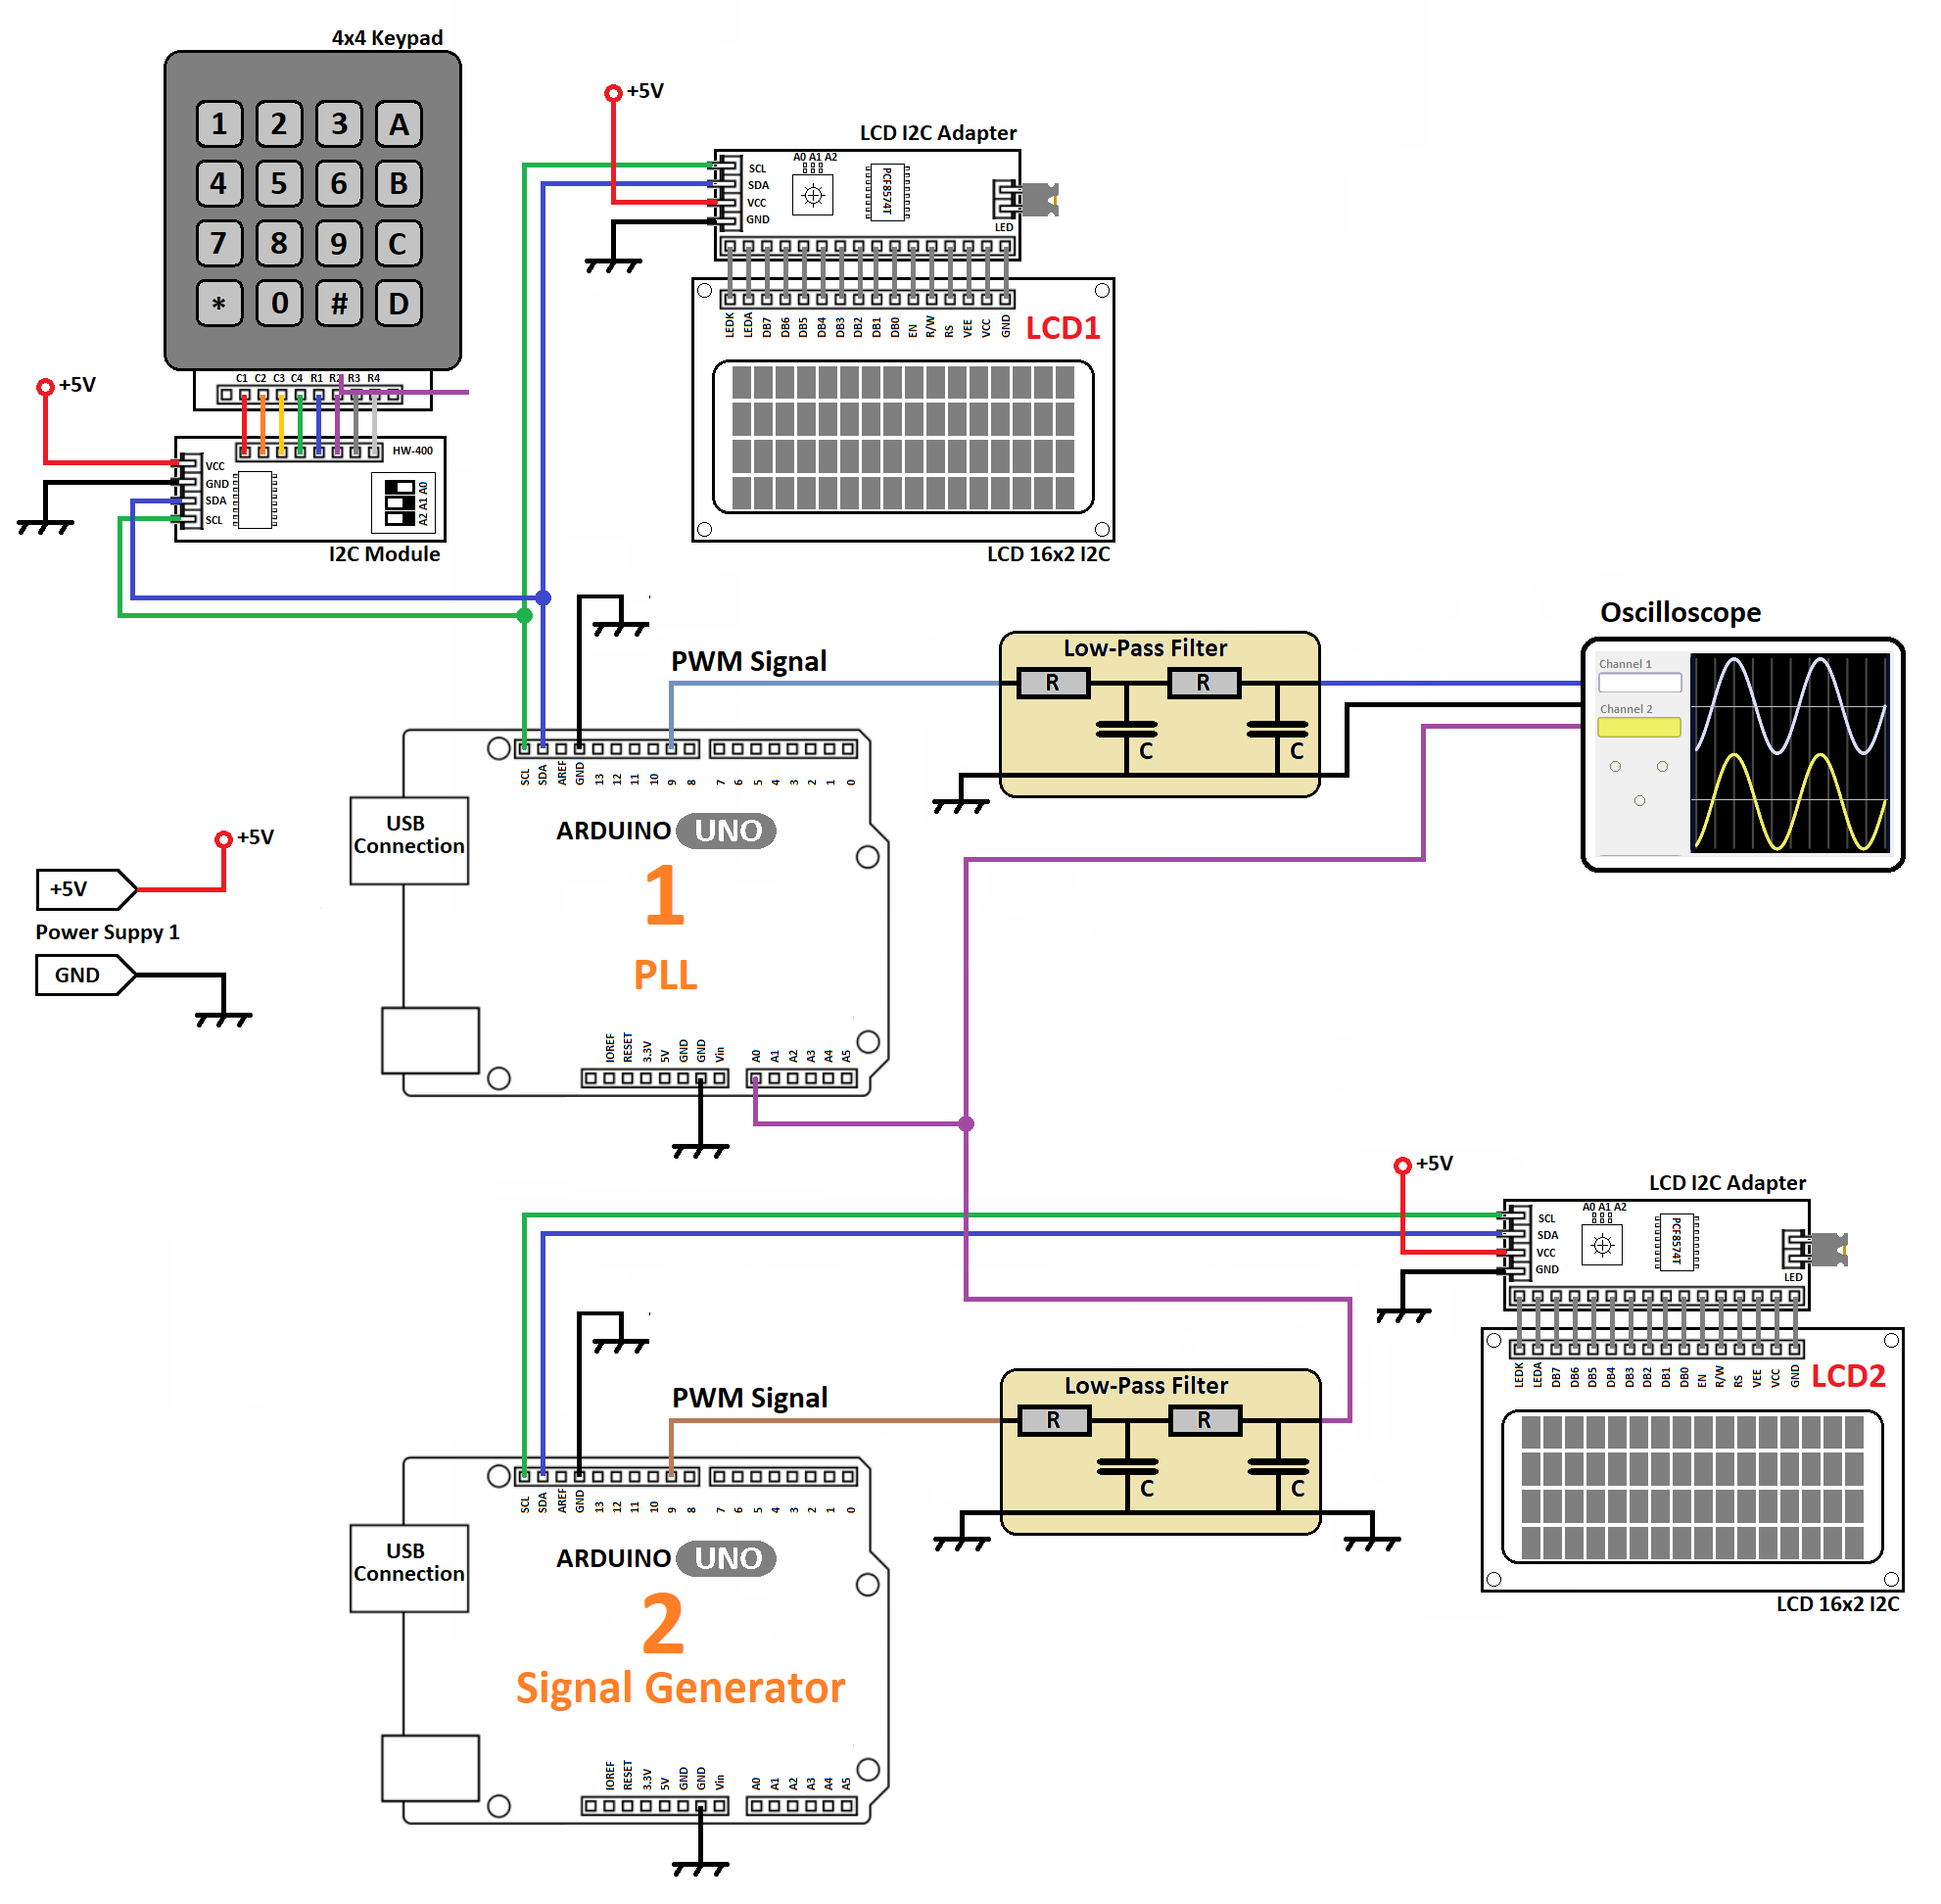 4x4 Keypad
1 2 3 A
4 5 6 B
7 8 9 C
* 0 # D
C1 C2 C3 C4 R1 R2 R3 R4
+5V
HW-400
VCC
GND
SDA
SCL
A2 A1 A0
I2C Module
+5V
LCD I2C Adapter
SCL
SDA
VCC
GND
A0 A1 A2
PCF8574T
LED
LEDK LEDA DB7 DB6 DB5 DB4 DB3 DB2 DB1 DB0 EN R/W RS VEE VCC GND
LCD1
LCD 16x2 I2C
PWM Signal
Low-Pass Filter
R R
C C
Oscilloscope
Channel 1
Channel 2
SCL SDA AREF GND 13 12 11 10 9 8 7 6 5 4 3 2 1 0
USB
Connection
ARDUINO UNO
1
PLL
IOREF RESET 3.3V 5V GND GND Vin A0 A1 A2 A3 A4 A5
+5V
+5V
Power Suppy 1
GND
+5V
LCD I2C Adapter
SCL
SDA
VCC
GND
A0 A1 A2
PCF8574T
LED
LEDK LEDA DB7 DB6 DB5 DB4 DB3 DB2 DB1 DB0 EN R/W RS VEE VCC GND
LCD2
LCD 16x2 I2C
PWM Signal
Low-Pass Filter
R R
C C
SCL SDA AREF GND 13 12 11 10 9 8 7 6 5 4 3 2 1 0
USB
Connection
ARDUINO UNO
2
Signal Generator
IOREF RESET 3.3V 5V GND GND Vin A0 A1 A2 A3 A4 A5